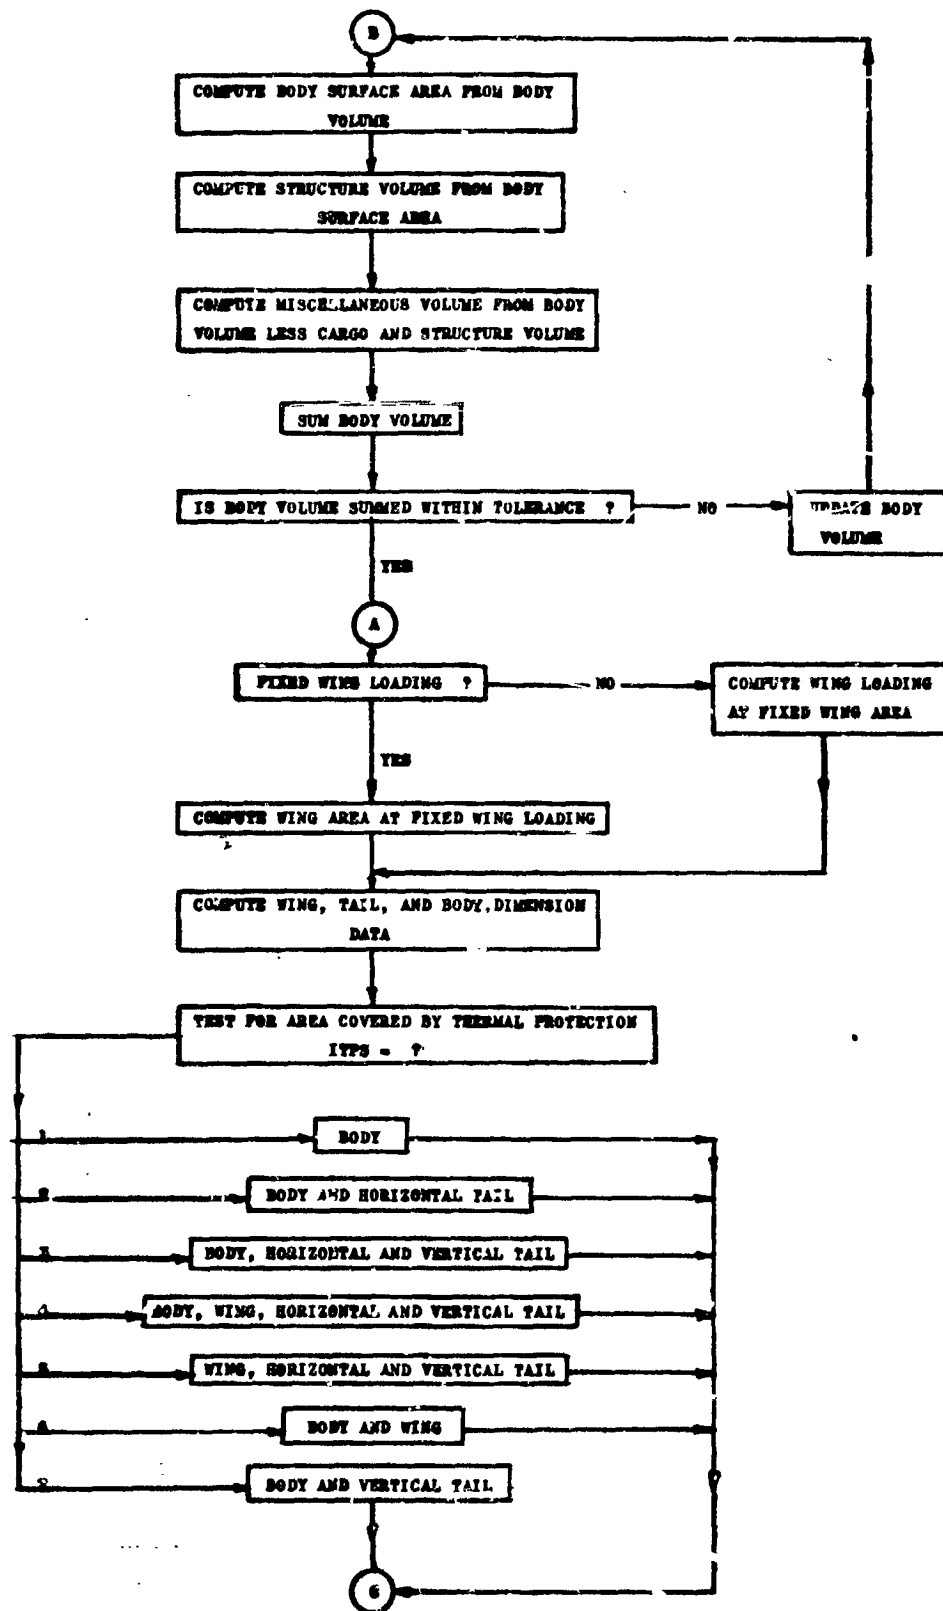 B
COMPUTE BODY SURFACE AREA FROM BODY
VOLUME
COMPUTE STRUCTURE VOLUME FROM BODY
SURFACE AREA
COMPUTE MISCELLANEOUS VOLUME FROM BODY
VOLUME LESS CARGO AND STRUCTURE VOLUME
SUM BODY VOLUME
IS BODY VOLUME SUMMED WITHIN TOLERANCE ?
NO
UPDATE BODY
VOLUME
YES
A
FIXED WING LOADING ?
NO
COMPUTE WING LOADING
AT FIXED WING AREA
YES
COMPUTE WING AREA AT FIXED WING LOADING
COMPUTE WING, TAIL, AND BODY,DIMENSION
DATA
TEST FOR AREA COVERED BY THERMAL PROTECTION
ITPS = ?
1
BODY
2
BODY AND HORIZONTAL TAIL
3
BODY, HORIZONTAL AND VERTICAL TAIL
4
BODY, WING, HORIZONTAL AND VERTICAL TAIL
5
WING, HORIZONTAL AND VERTICAL TAIL
6
BODY AND WING
BODY AND VERTICAL TAIL